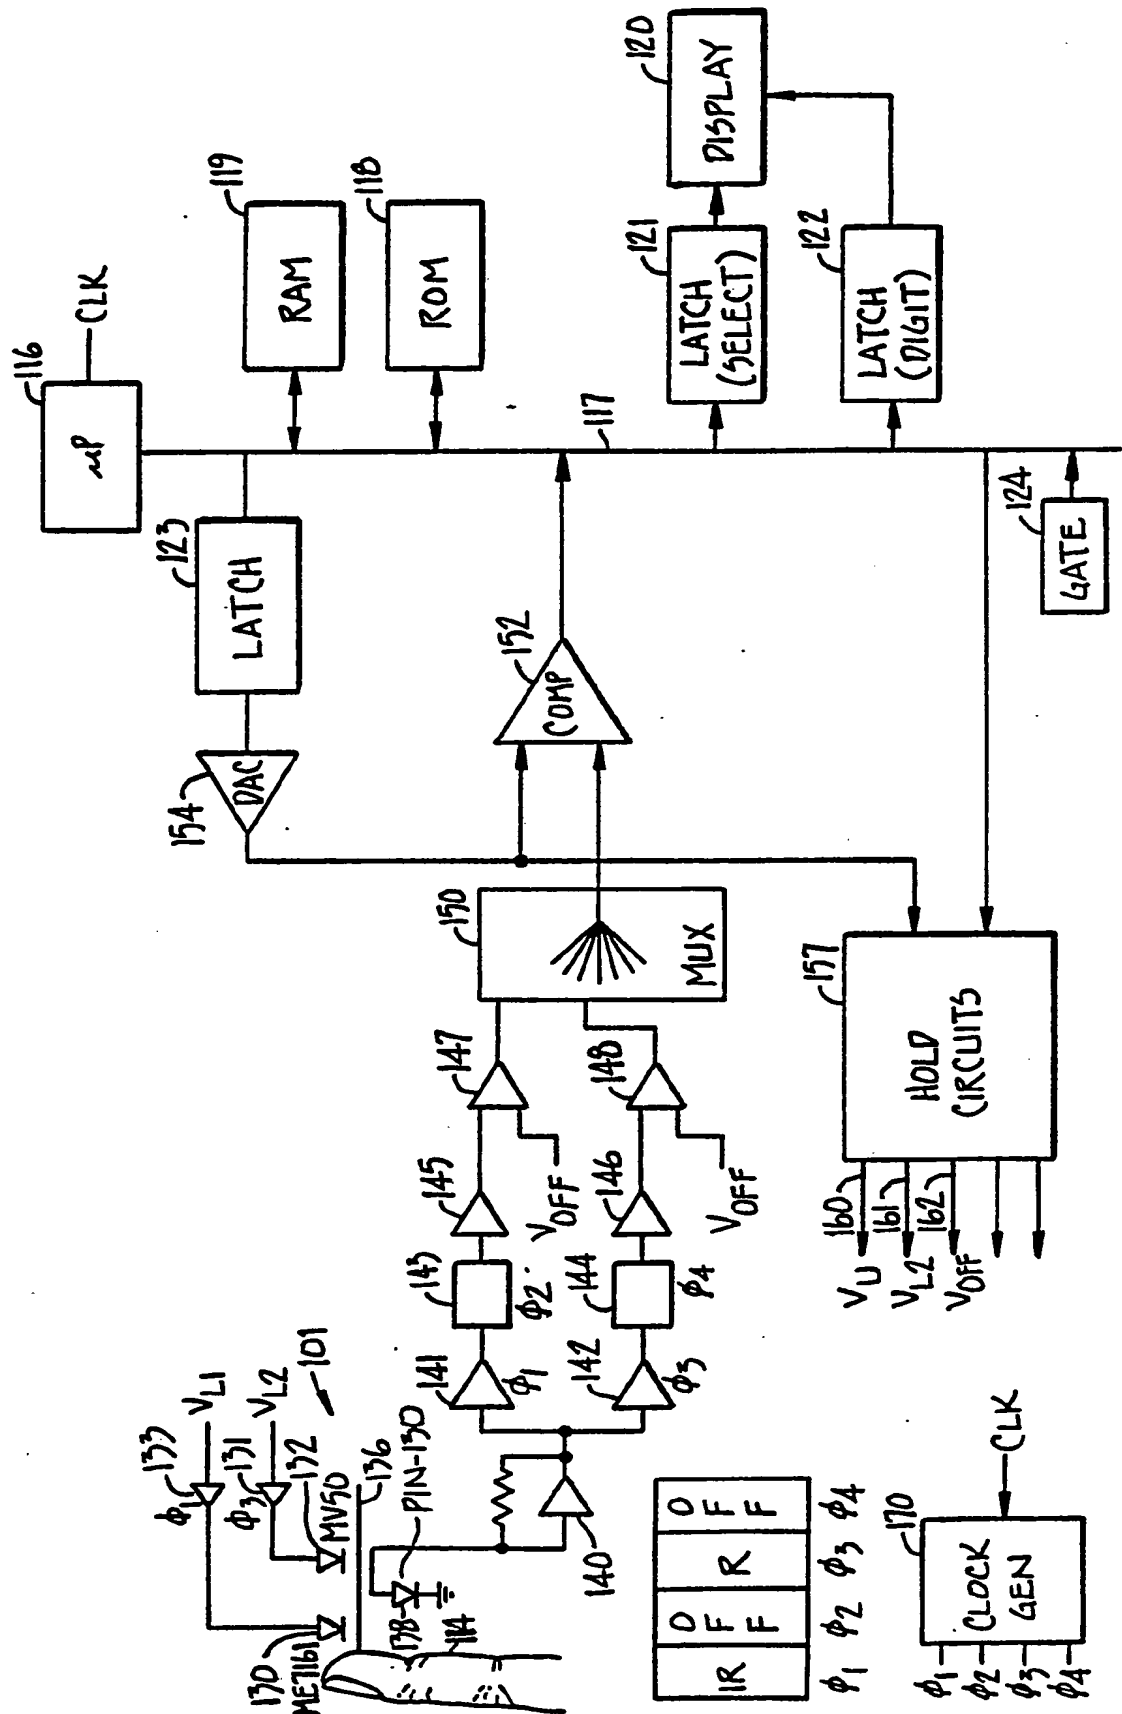 116
μP
CLK
119
RAM
118
ROM
120
DISPLAY
121
LATCH
(SELECT)
122
LATCH
(DIGIT)
117
123
LATCH
154
DAC
152
COMP
124
GATE
150
MUX
157
HOLD
CIRCUITS
160
VL1
161
VL2
162
VOFF
147
VOFF
148
VOFF
145
146
143
φ2
144
φ4
141
φ1
142
φ3
140
133
φ1
VL1
131
φ3
VL2
101
132
MV50
136
PIN-130
130
ME7161
138
114
IR
OFF
R
OFF
φ1 φ2 φ3 φ4
170
CLOCK
GEN
CLK
φ1
φ2
φ3
φ4